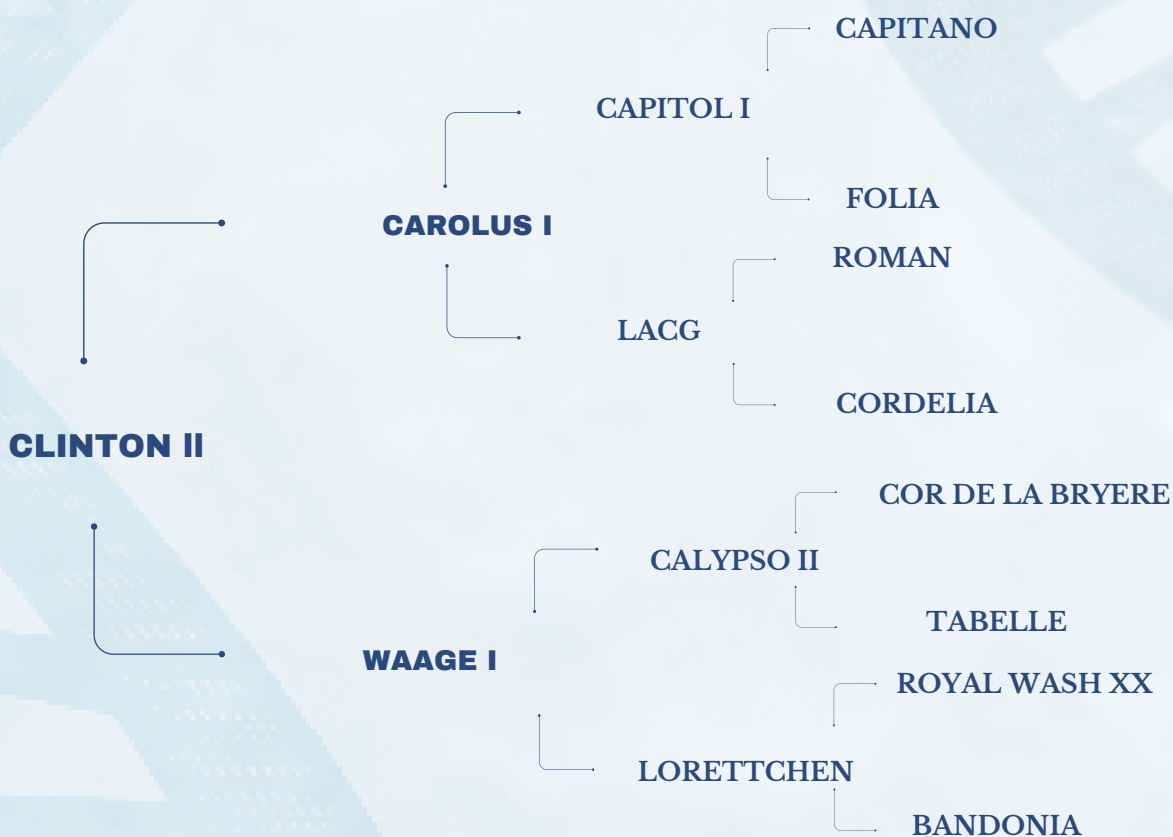 CAPITANO
CAPITOL I
FOLIA
CAROLUS I
ROMAN
LACG
CORDELIA
CLINTON II
COR DE LA BRYERE
CALYPSO II
TABELLE
WAAGE I
ROYAL WASH XX
LORETTCHEN
BANDONIA